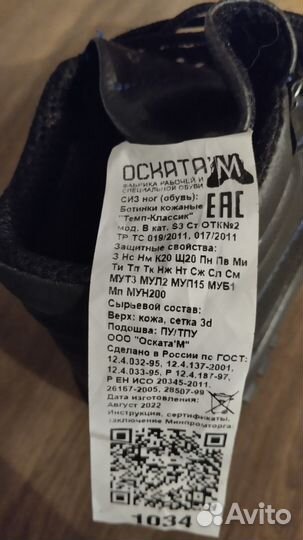 ОСКАТА'М
ФАБРИКА РАБОЧЕЙ И
СПЕЦИАЛЬНОЙ ОБУВИ
СИЗ ног (обувь):
Ботинки кожаные
"Темп-Классик"
мод. В кат. S3 Ст ОТК№2
ТР ТС 019/2011, 017/2011
EAC
Защитные свойства:
З Нс Нм К20 Щ20 Пн Пв Ми
Ти Тп Тк Нж Нт Сж Сл См
МУТ3 МУЛ2 МУП15 МУБ1
Мп МУН200
Сырьевой состав:
Верх: кожа, сетка 3d
Подошва: ПУ/ТПУ
ООО "Оската'М"
Сделано в России по ГОСТ:
12.4.032-95, 12.4.137-2001,
12.4.033-95, Р 12.4.187-97,
Р ЕН ИСО 20345-2011,
26167-2005, 28507-99
Дата изготовления:
Август 2022
Инструкция, сертификаты,
заключение Минпромторга:
1034
Avito